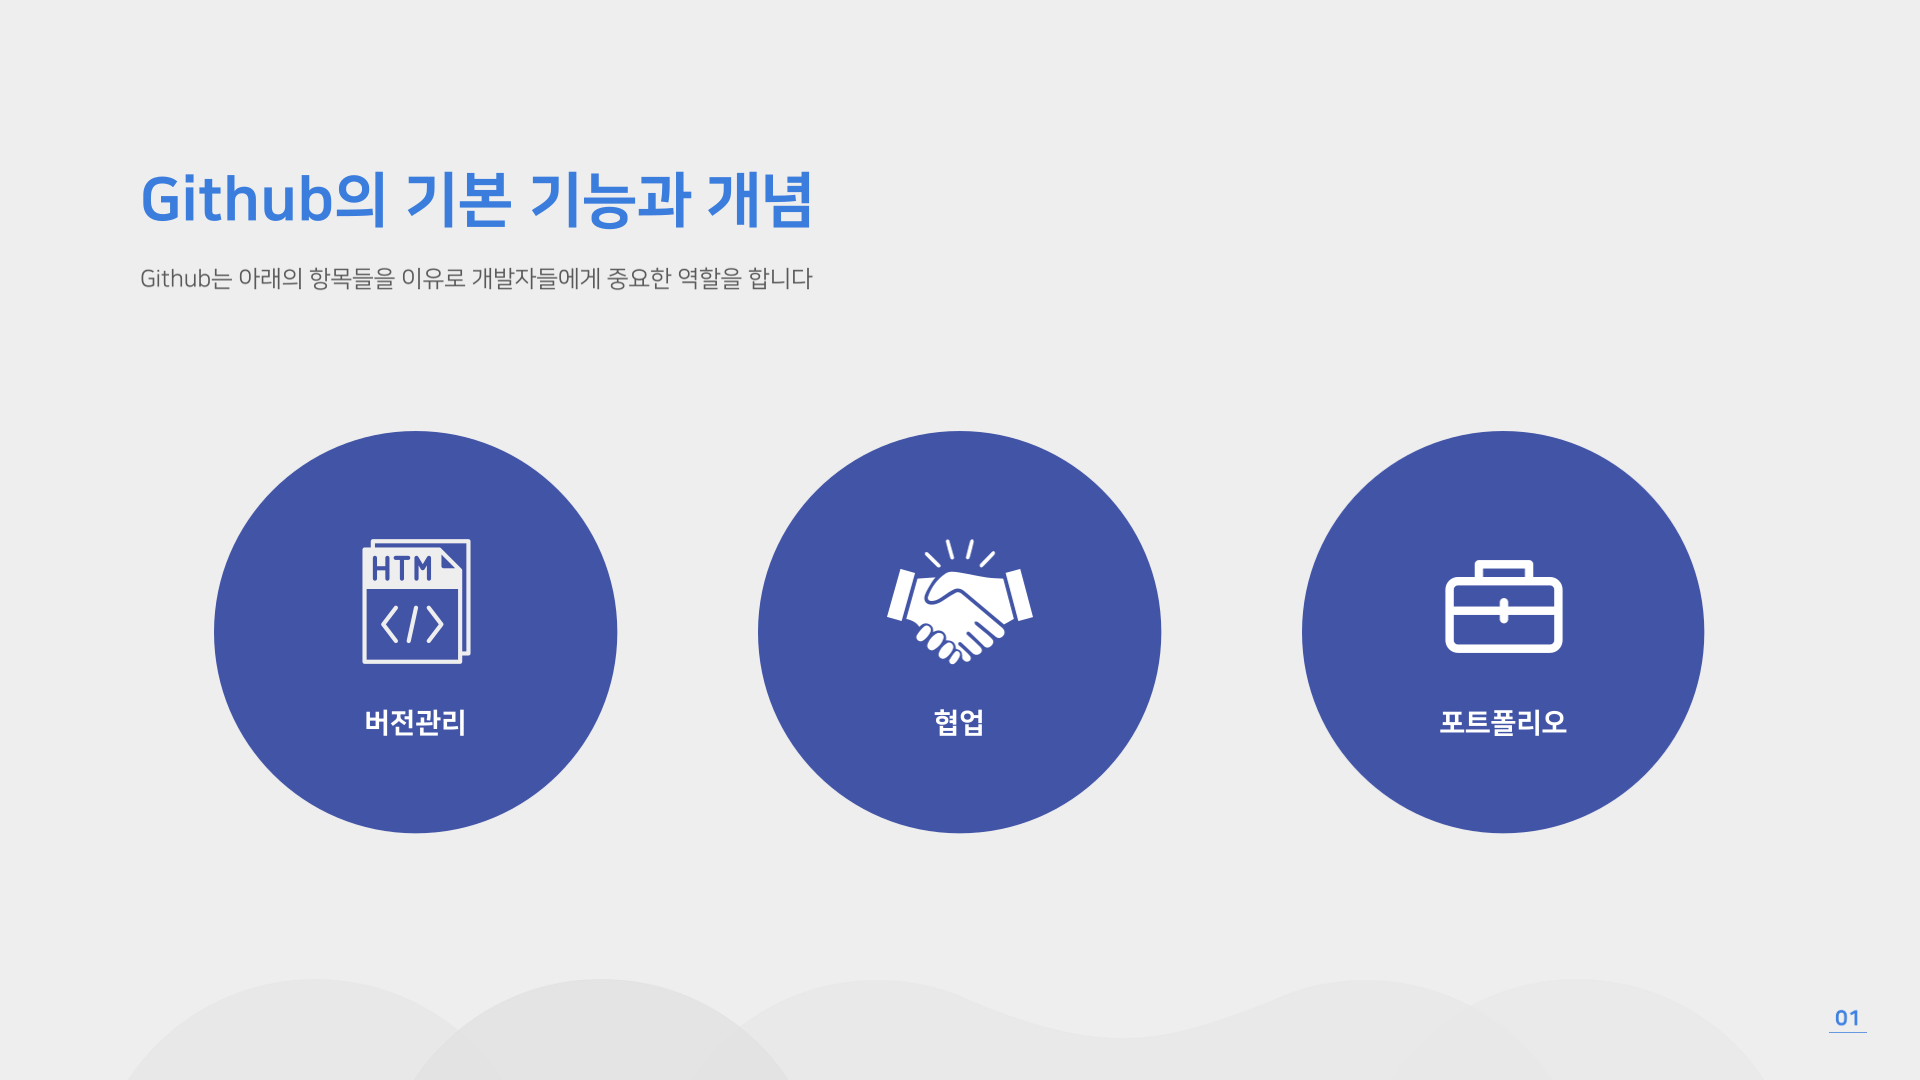 Github의 기본 기능과 개념
Github는 아래의 항목들을 이유로 개발자들에게 중요한 역할을 합니다
HTM
</>
버전관리
협업
포트폴리오
01